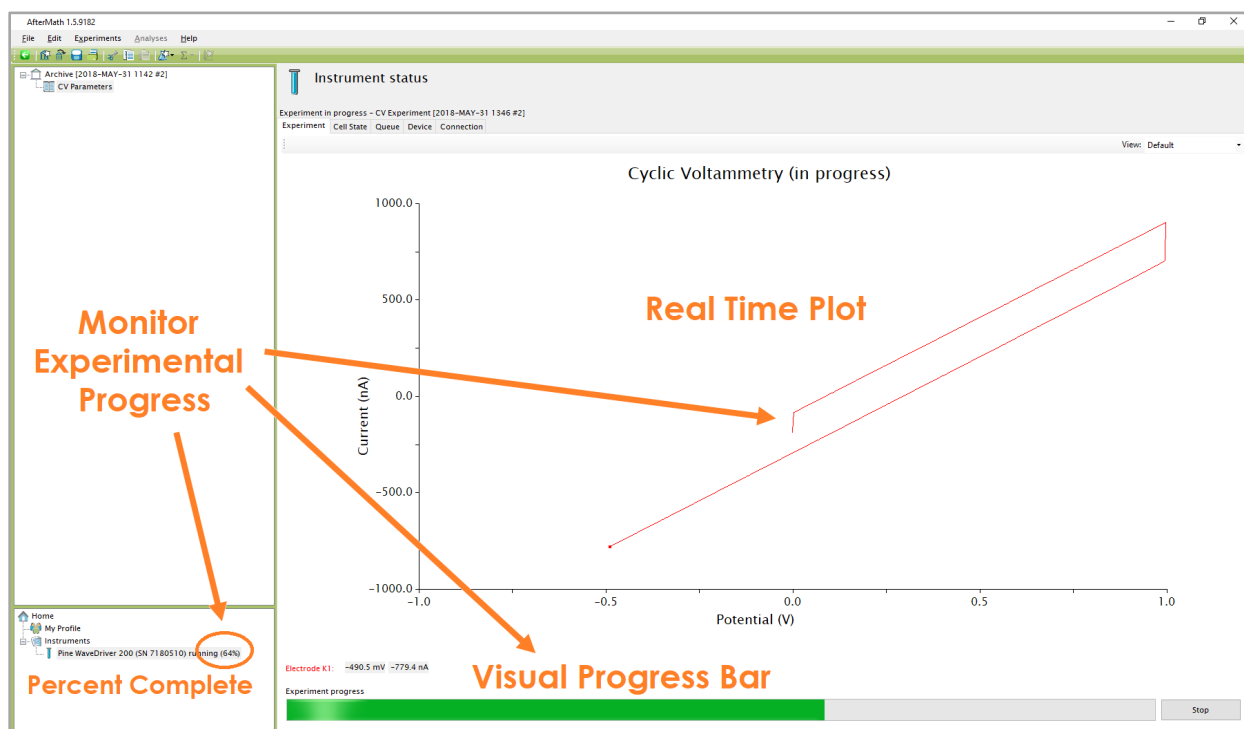 AfterMath 1.5.9182
File Edit Experiments Analyses Help
Archive [2018-MAY-31 1142 #2]
CV Parameters
Instrument status
Experiment in progress - CV Experiment [2018-MAY-31 1346 #2]
Experiment Cell State Queue Device Connection
View: Default
Cyclic Voltammetry (in progress)
1000.0
500.0
0.0
-500.0
-1000.0
Current (nA)
-1.0 -0.5 0.0 0.5 1.0
Potential (V)
Real Time Plot
Monitor
Experimental
Progress
Home
My Profile
Instruments
Pine WaveDriver 200 (SN 7180510) running (64%)
Percent Complete
Electrode K1: -490.5 mV -779.4 nA
Visual Progress Bar
Experiment progress
Stop